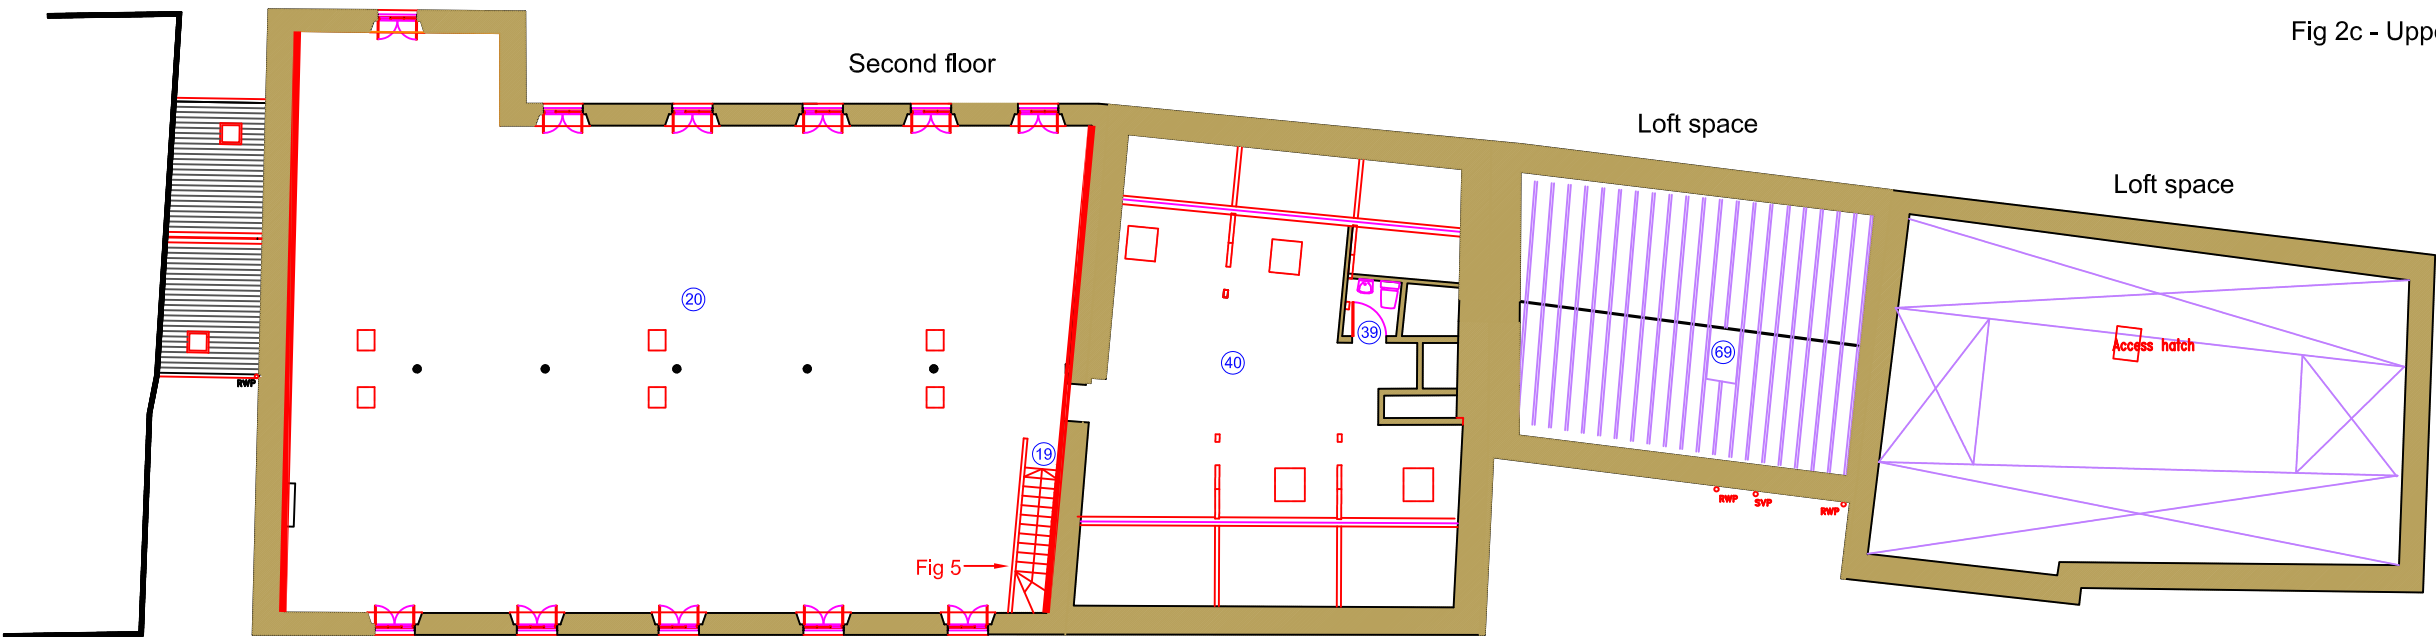 Fig 2c - Upp
Second floor
Loft space
Loft space
20
39
40
69
Access hatch
RWP
19
RWP
SVP
RWP
Fig 5